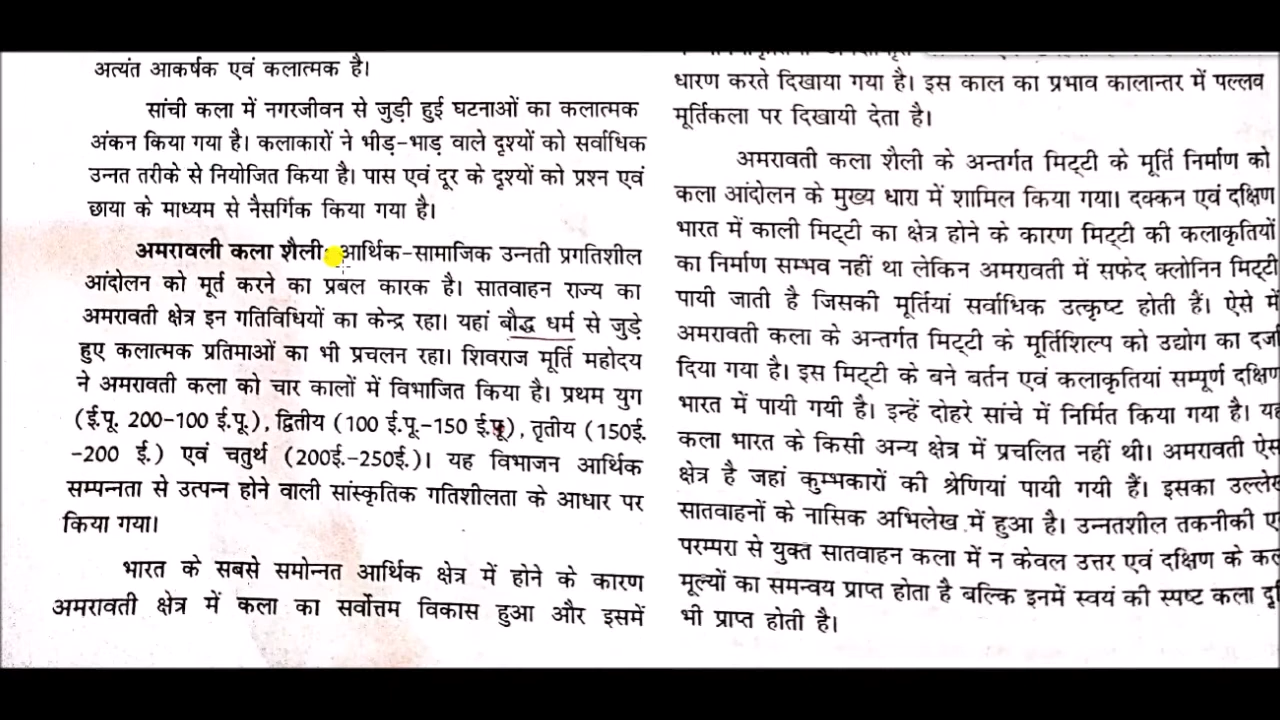 अत्यंत आकर्षक एवं कलात्मक है।
सांची कला में नगरजीवन से जुड़ी हुई घटनाओं का कलात्मक
अंकन किया गया है। कलाकारों ने भीड़-भाड़ वाले दृश्यों को सर्वाधिक
उन्नत तरीके से नियोजित किया है। पास एवं दूर के दृश्यों को प्रश्न एवं
छाया के माध्यम से नैसर्गिक किया गया है।
अमरावली कला शैली: आर्थिक-सामाजिक उन्नती प्रगतिशील
आंदोलन को मूर्त करने का प्रबल कारक है। सातवाहन राज्य का
अमरावती क्षेत्र इन गतिविधियों का केन्द्र रहा। यहां बौद्ध धर्म से जुड़े
हुए कलात्मक प्रतिमाओं का भी प्रचलन रहा। शिवराज मूर्ति महोदय
ने अमरावती कला को चार कालों में विभाजित किया है। प्रथम युग
(ई.पू. 200-100 ई.पू.), द्वितीय (100 ई.पू.-150 ई.पू), तृतीय (150ई.
-200 ई.) एवं चतुर्थ (200ई.-250ई.)। यह विभाजन आर्थिक
सम्पन्नता से उत्पन्न होने वाली सांस्कृतिक गतिशीलता के आधार पर
किया गया।
भारत के सबसे समोन्नत आर्थिक क्षेत्र में होने के कारण
अमरावती क्षेत्र में कला का सर्वोत्तम विकास हुआ और इसमें
धारण करते दिखाया गया है। इस काल का प्रभाव कालान्तर में पल्लव
मूर्तिकला पर दिखायी देता है।
अमरावती कला शैली के अन्तर्गत मिट्टी के मूर्ति निर्माण को
कला आंदोलन के मुख्य धारा में शामिल किया गया। दक्कन एवं दक्षिण
भारत में काली मिट्टी का क्षेत्र होने के कारण मिट्टी की कलाकृतियों
का निर्माण सम्भव नहीं था लेकिन अमरावती में सफेद क्लोनिन मिट्टी
पायी जाती है जिसकी मूर्तियां सर्वाधिक उत्कृष्ट होती हैं। ऐसे में
अमरावती कला के अन्तर्गत मिट्टी के मूर्तिशिल्प को उद्योग का दर्जा
दिया गया है। इस मिट्टी के बने बर्तन एवं कलाकृतियां सम्पूर्ण दक्षिण
भारत में पायी गयी है। इन्हें दोहरे सांचे में निर्मित किया गया है। यह
कला भारत के किसी अन्य क्षेत्र में प्रचलित नहीं थी। अमरावती
क्षेत्र है जहां कुम्भकारों की श्रेणियां पायी गयी हैं। इसका
सातवाहनों के नासिक अभिलेख में हुआ है। उन्नतशील तकनीकी
परम्परा से युक्त सातवाहन कला में न केवल उत्तर एवं दक्षिण के
मूल्यों का समन्वय प्राप्त होता है बल्कि इनमें स्वयं की स्पष्ट कला
भी प्राप्त होती है।